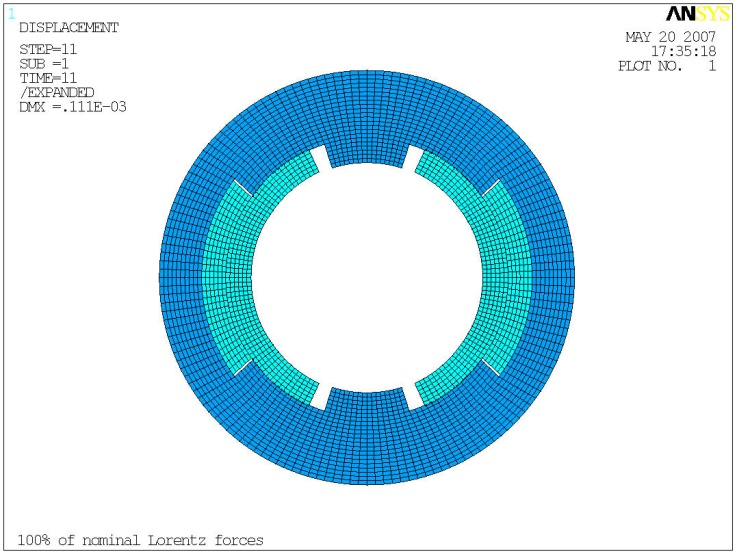 1
ANSYS
DISPLACEMENT
STEP=11
SUB =1
TIME=11
/EXPANDED
DMX =.111E-03
MAY 20 2007
17:35:18
PLOT NO. 1
100% of nominal Lorentz forces